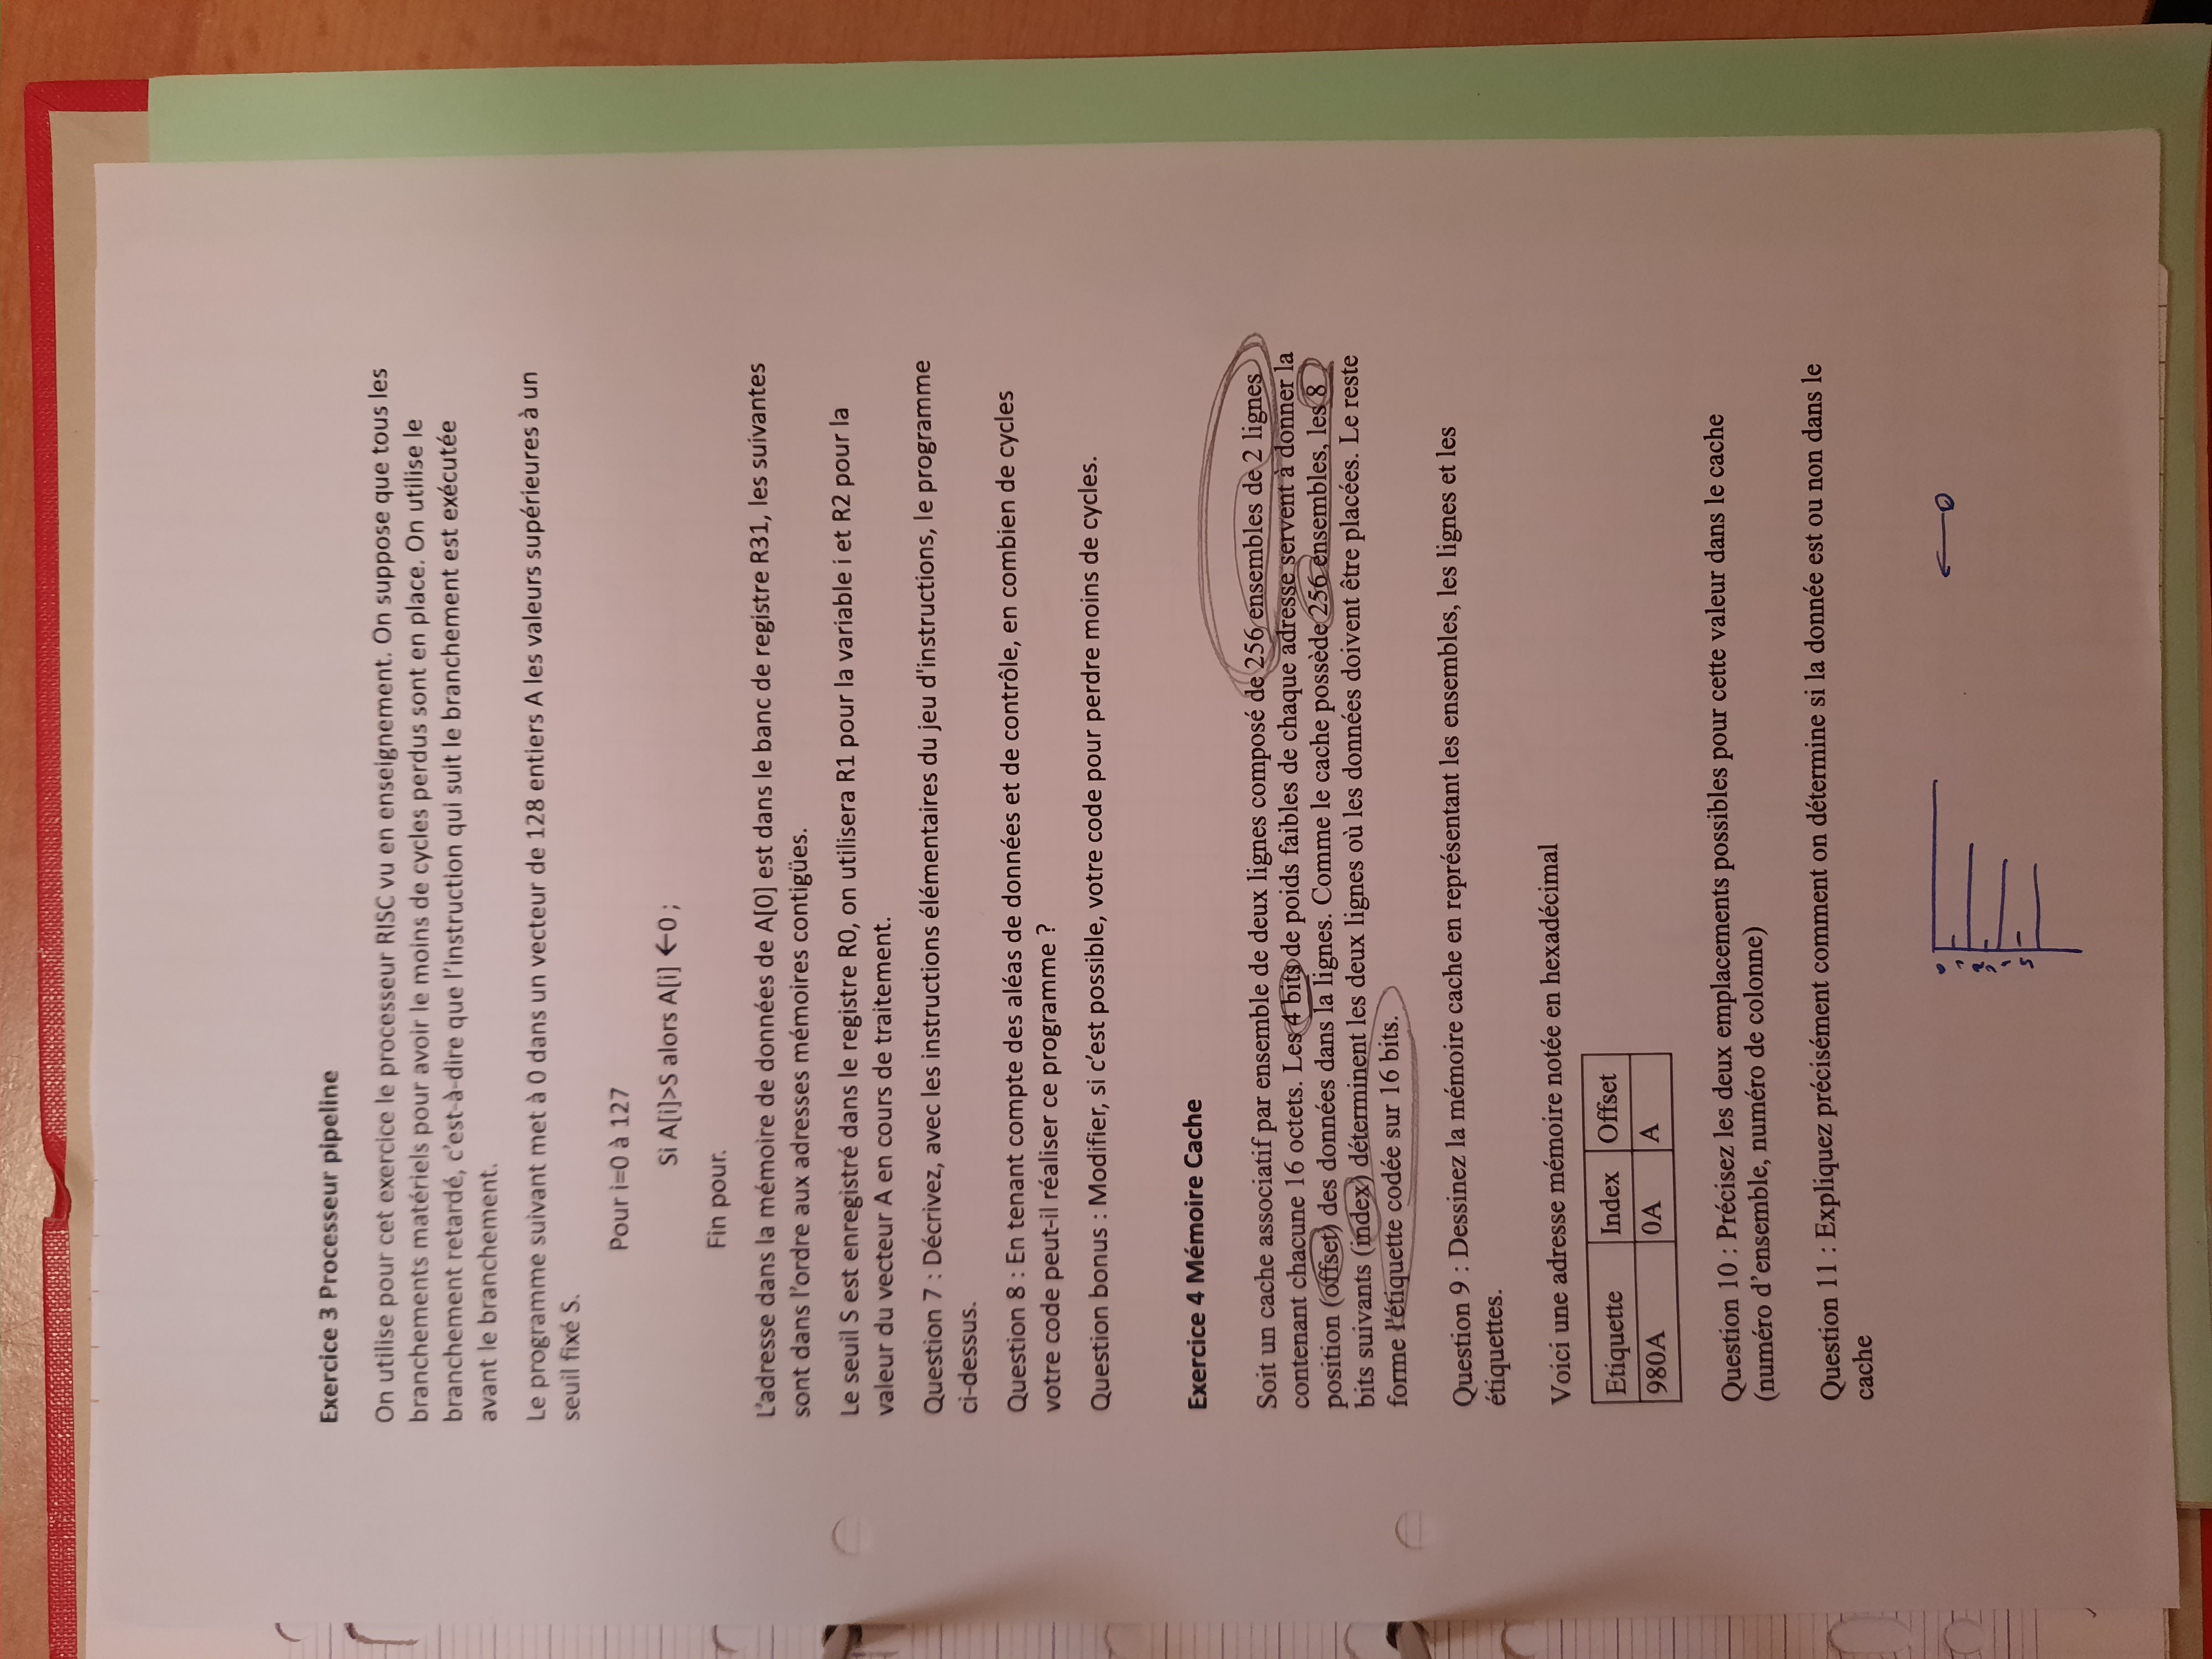 Exercice 3 Processeur pipeline
On utilise pour cet exercice le processeur RISC vu en enseignement. On suppose que tous les
branchements matériels pour avoir le moins de cycles perdus sont en place. On utilise le
branchement retardé, c'est-à-dire que l'instruction qui suit le branchement est exécutée
avant le branchement.
Le programme suivant met à 0 dans un vecteur de 128 entiers A les valeurs supérieures à un
seuil fixé S.
Pour i=0 à 127
Si A[i]>S alors A[i] ←0 ;
Fin pour.
L'adresse dans la mémoire de données de A[0] est dans le banc de registre R31, les suivantes
sont dans l'ordre aux adresses mémoires contigües.
Le seuil S est enregistré dans le registre R0, on utilisera R1 pour la variable i et R2 pour la
valeur du vecteur A en cours de traitement.
Question 7 : Décrivez, avec les instructions élémentaires du jeu d'instructions, le programme
ci-dessus.
Question 8 : En tenant compte des aléas de données et de contrôle, en combien de cycles
votre code peut-il réaliser ce programme ?
Question bonus : Modifier, si c'est possible, votre code pour perdre moins de cycles.
Exercice 4 Mémoire Cache
Soit un cache associatif par ensemble de deux lignes composé de 256 ensembles de 2 lignes
contenant chacune 16 octets. Les 4 bits de poids faibles de chaque adresse servent à donner la
position (offset) des données dans la lignes. Comme le cache possède 256 ensembles, les 8
bits suivants (index) déterminent les deux lignes où les données doivent être placées. Le reste
forme l'étiquette codée sur 16 bits.
Question 9 : Dessinez la mémoire cache en représentant les ensembles, les lignes et les
étiquettes.
Voici une adresse mémoire notée en hexadécimal
Etiquette Index Offset
980A 0A A
Question 10 : Précisez les deux emplacements possibles pour cette valeur dans le cache
(numéro d'ensemble, numéro de colonne)
Question 11 : Expliquez précisément comment on détermine si la donnée est ou non dans le
cache
0
1
2
5